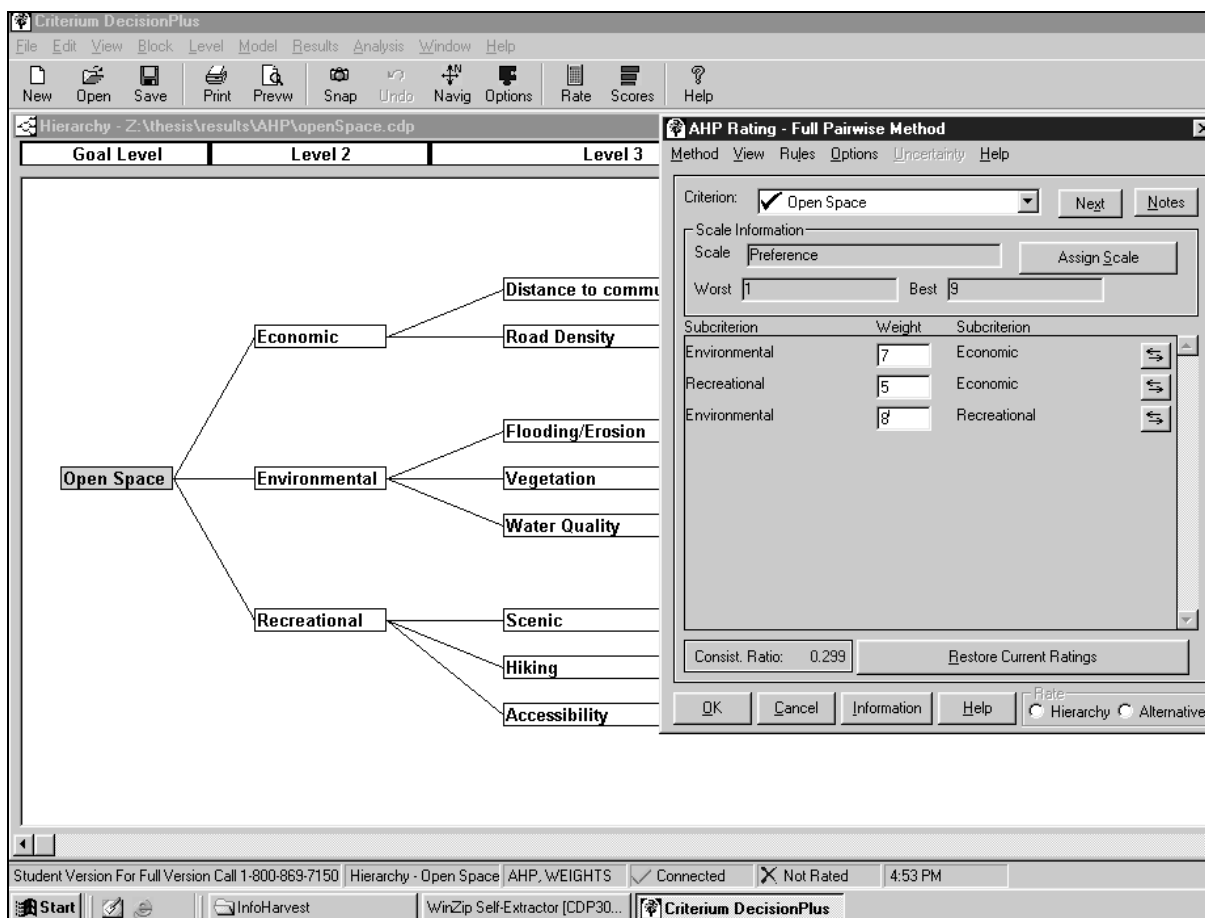 Criterium DecisionPlus
File Edit View Block Level Model Results Analysis Window Help
New Open Save Print Prevw Snap Undo Navig Options Rate Scores Help
Hierarchy - Z:\thesis\results\AHP\openSpace.cdp
Goal Level Level 2 Level 3
Open Space
Economic
Environmental
Recreational
Distance to commu
Road Density
Flooding/Erosion
Vegetation
Water Quality
Scenic
Hiking
Accessibility
AHP Rating - Full Pairwise Method
Method View Rules Options Uncertainty Help
Criterion: Open Space Next Notes
Scale Information
Scale Preference Assign Scale
Worst 1 Best 9
Subcriterion Weight Subcriterion
Environmental 7 Economic
Recreational 5 Economic
Environmental 8 Recreational
Consist. Ratio: 0.299 Restore Current Ratings
OK Cancel Information Help Rate Hierarchy Alternative
Student Version For Full Version Call 1-800-869-7150 Hierarchy - Open Space AHP, WEIGHTS Connected Not Rated 4:53 PM
Start InfoHarvest WinZip Self-Extractor [CDP30... Criterium DecisionPlus